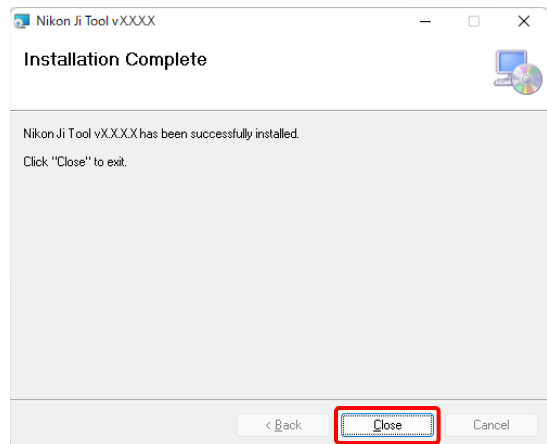 Nikon Ji Tool vXXXX
Installation Complete
Nikon Ji Tool vX.X.X.X has been successfully installed.
Click "Close" to exit.
< Back
Close
Cancel